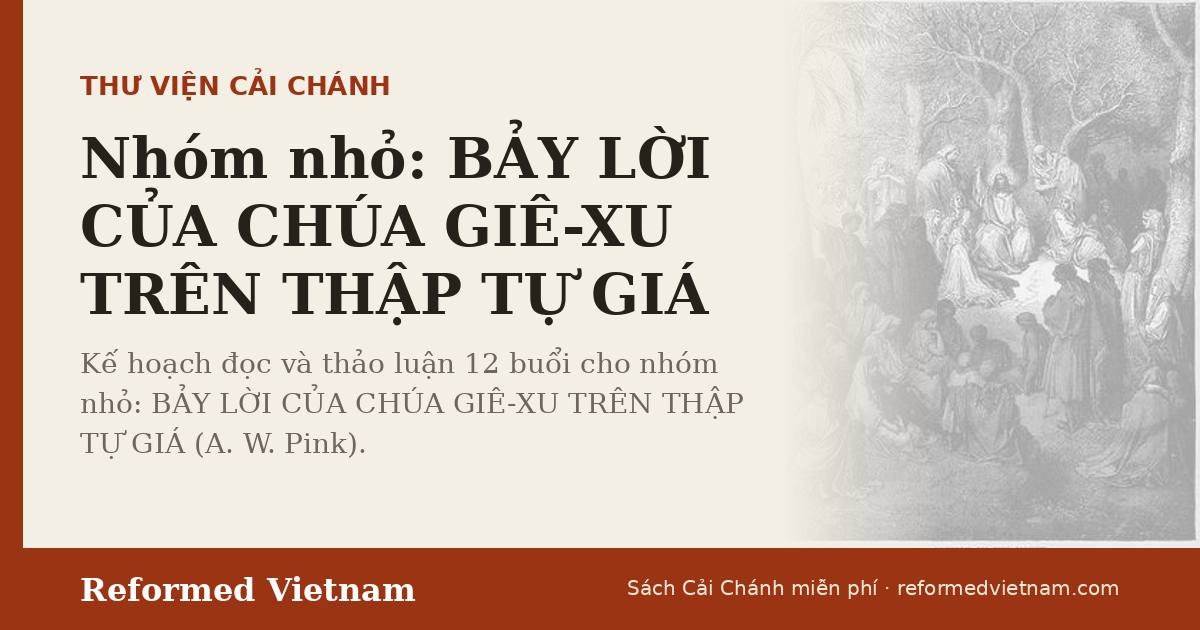 THƯ VIỆN CẢI CHÁNH
Nhóm nhỏ: BẢY LỜI
CỦA CHÚA GIÊ-XU
TRÊN THẬP TỰ GIÁ
Kế hoạch đọc và thảo luận 12 buổi cho nhóm
nhỏ: BẢY LỜI CỦA CHÚA GIÊ-XU TRÊN THẬP
TỰ GIÁ (A. W. Pink).
Reformed Vietnam
Sách Cải Chánh miễn phí · reformedvietnam.com